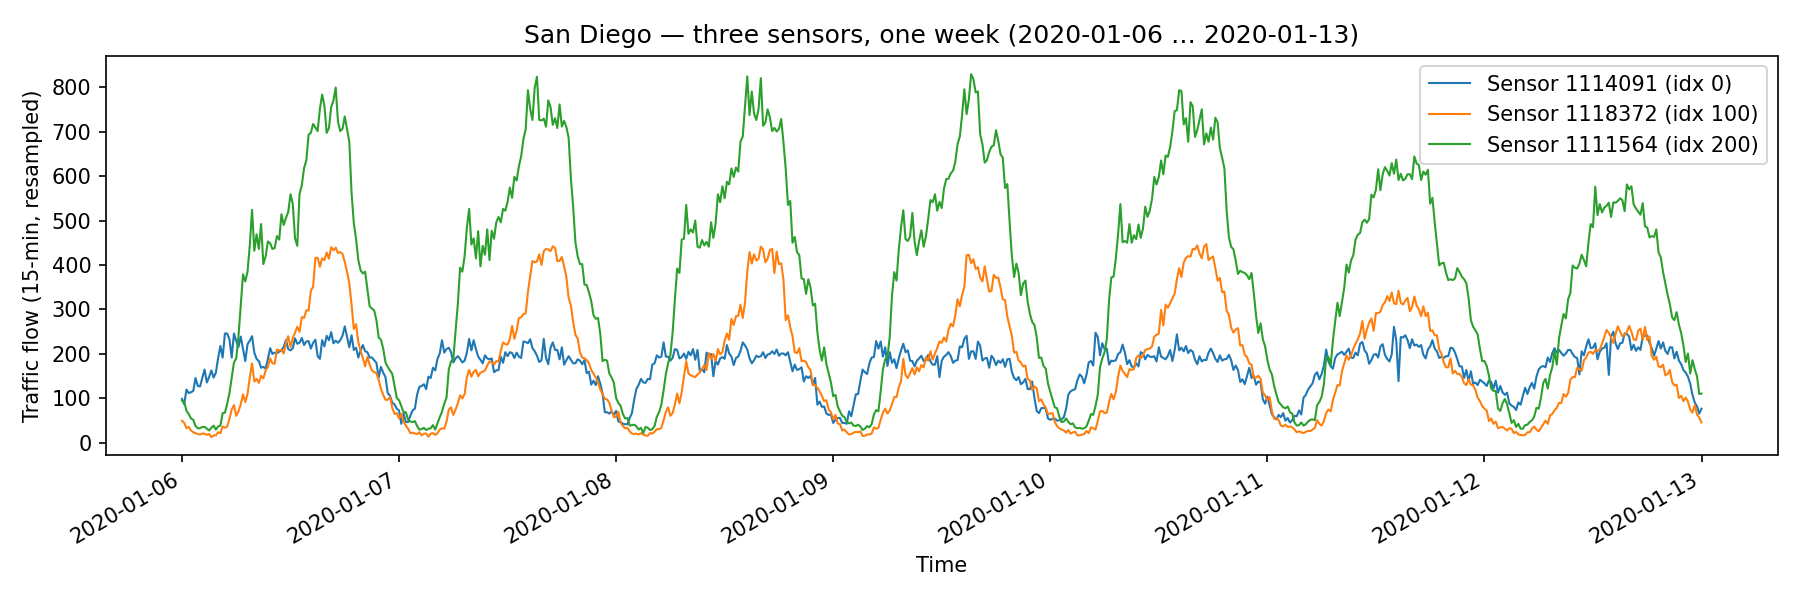 San Diego — three sensors, one week (2020-01-06 ... 2020-01-13)
Sensor 1114091 (idx 0)
Sensor 1118372 (idx 100)
Sensor 1111564 (idx 200)
Traffic flow (15-min, resampled)
800
700
600
500
400
300
200
100
0
2020-01-06
2020-01-07
2020-01-08
2020-01-09
2020-01-10
2020-01-11
2020-01-12
2020-01-13
Time